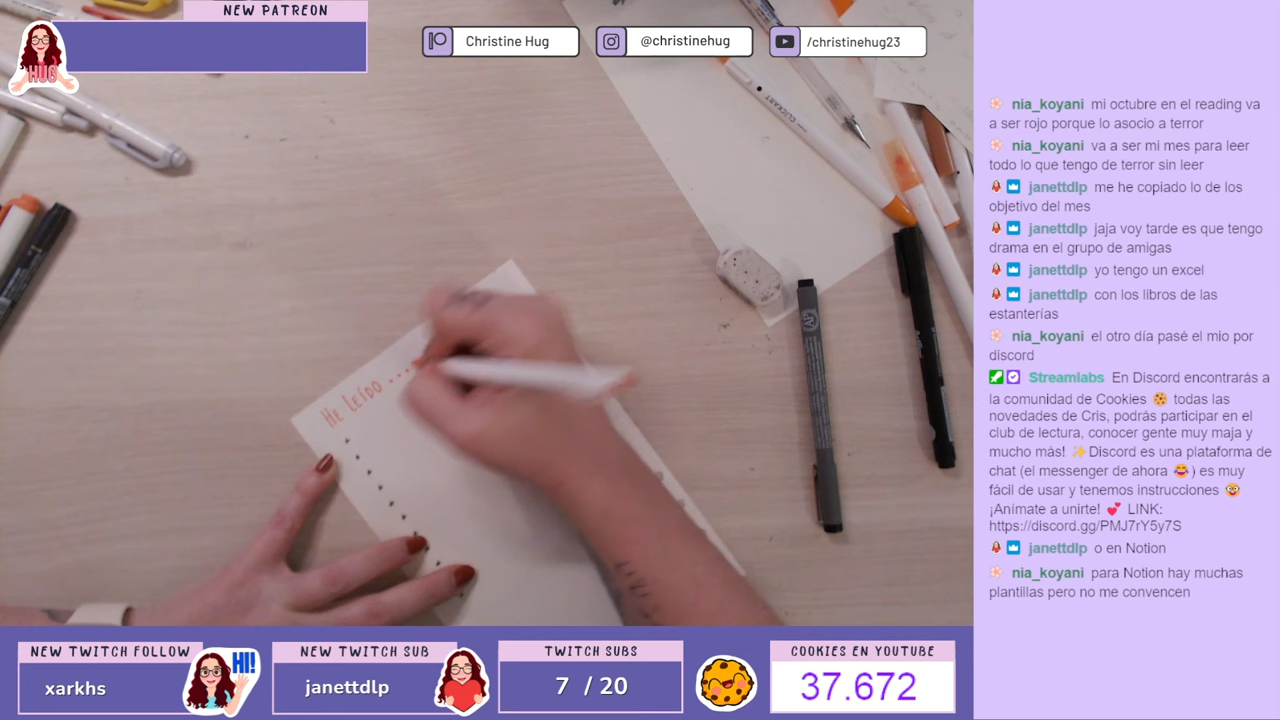 NEW PATREON
HUG
Christine Hug
@christinehug
/christinehug23
CLICKART
HE LEÍDO ....
nia_koyani mi octubre en el reading va
a ser rojo porque lo asocio a terror
nia_koyani va a ser mi mes para leer
todo lo que tengo de terror sin leer
janettdlp me he copiado lo de los
objetivo del mes
janettdlp jaja voy tarde es que tengo
drama en el grupo de amigas
janettdlp yo tengo un excel
janettdlp con los libros de las
estanterías
nia_koyani el otro día pasé el mio por
discord
Streamlabs En Discord encontrarás a
la comunidad de Cookies 🍪 todas las
novedades de Cris, podrás participar en el
club de lectura, conocer gente muy maja y
mucho más! ✨Discord es una plataforma de
chat (el messenger de ahora 😂) es muy
fácil de usar y tenemos instrucciones 🤓
¡Anímate a unirte! 💕 LINK:
https://discord.gg/PMJ7rY5y7S
janettdlp o en Notion
nia_koyani para Notion hay muchas
plantillas pero no me convencen
NEW TWITCH FOLLOW
xarkhs
HI!
NEW TWITCH SUB
janettdlp
TWITCH SUBS
7 / 20
COOKIES EN YOUTUBE
37.672